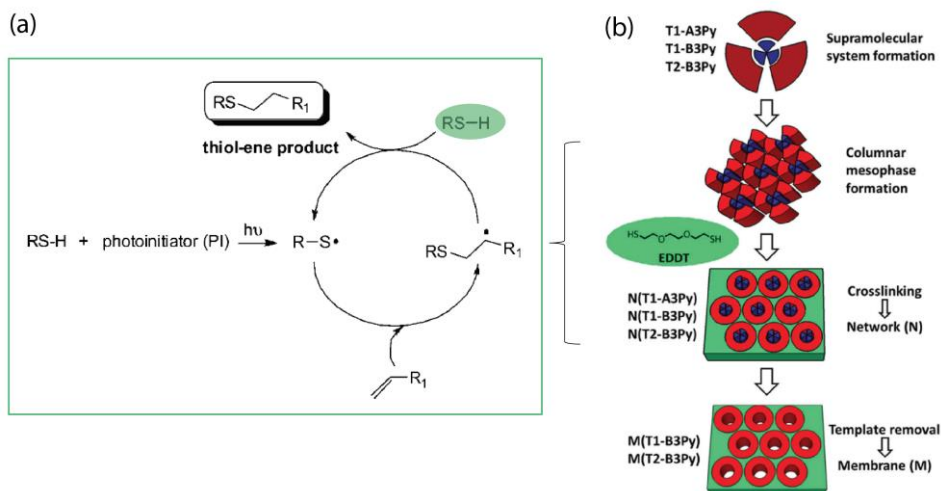 (a)
RS
R1
thiol-ene product
RS-H
RS-H + photoinitiator (PI)
hυ
R-S•
RS
R1
R1
(b)
T1-A3Py
T1-B3Py
T2-B3Py
Supramolecular
system formation
Columnar
mesophase
formation
HS
O
O
SH
EDDT
N(T1-A3Py)
N(T1-B3Py)
N(T2-B3Py)
Crosslinking
Network (N)
M(T1-B3Py)
M(T2-B3Py)
Template removal
Membrane (M)